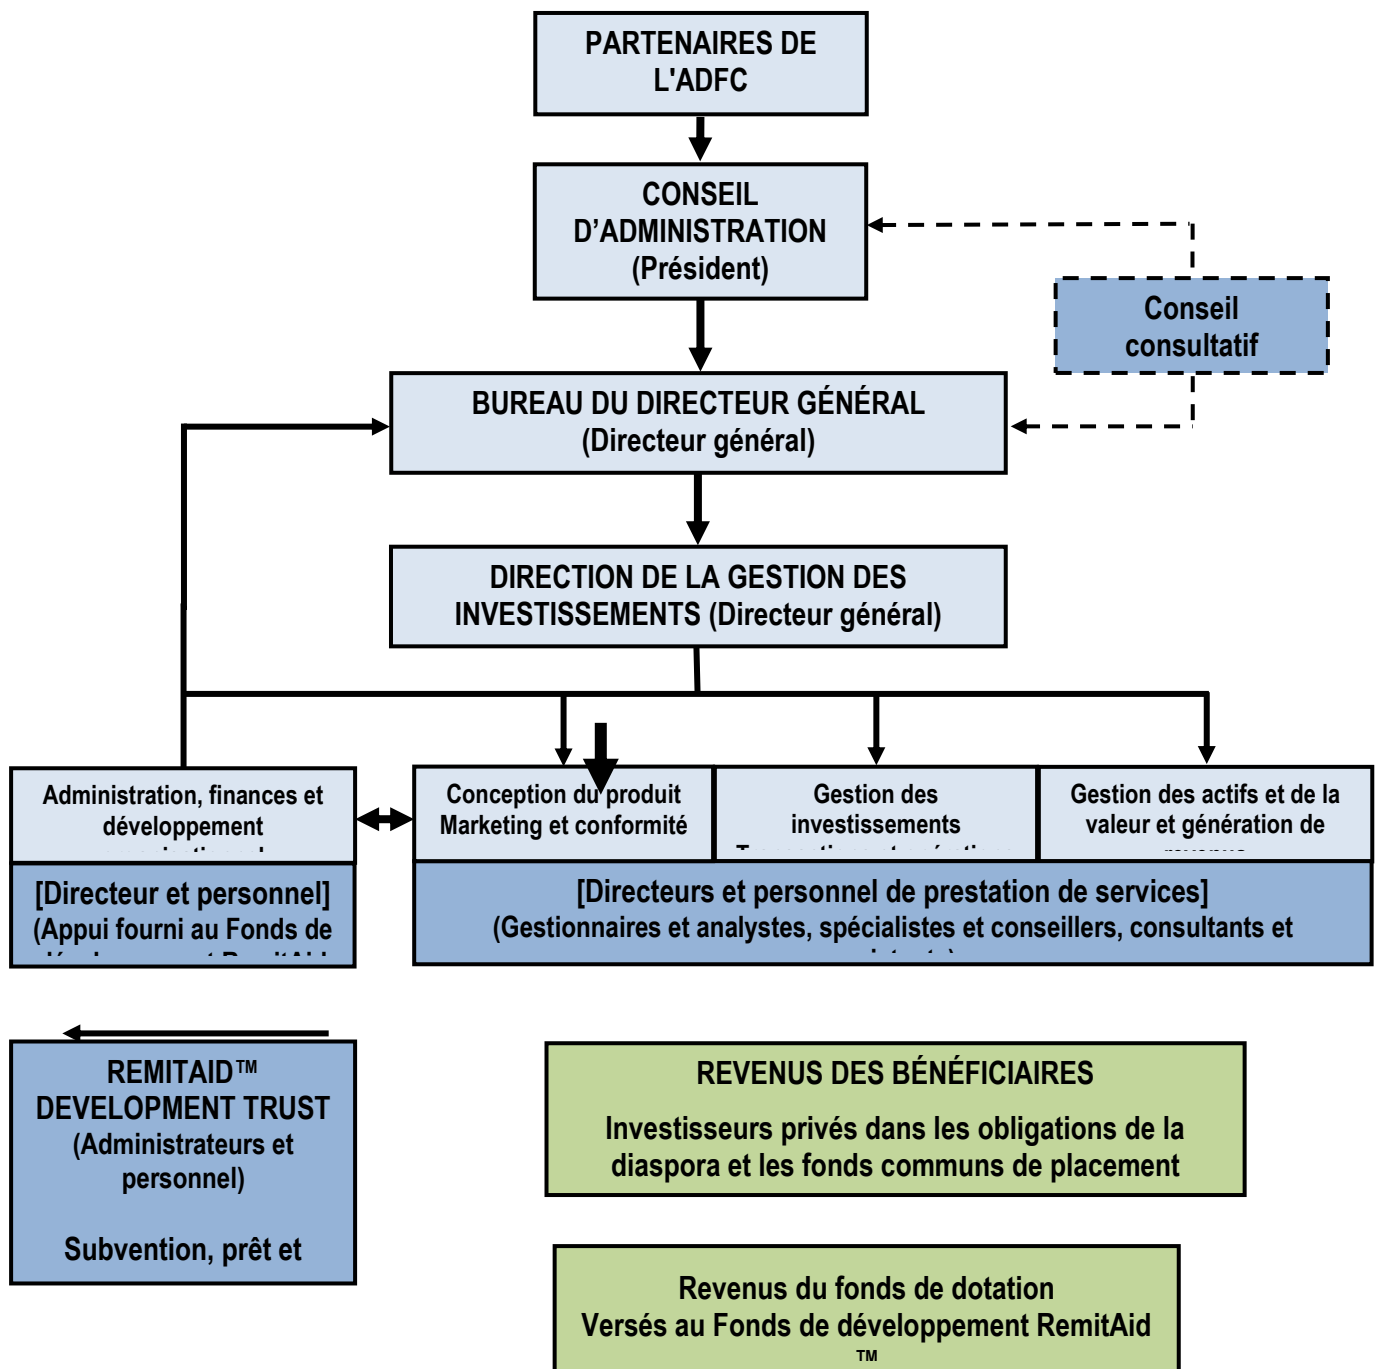 PARTENAIRES DE
L'ADFC
CONSEIL
D’ADMINISTRATION
(Président)
Conseil
consultatif
BUREAU DU DIRECTEUR GÉNÉRAL
(Directeur général)
DIRECTION DE LA GESTION DES
INVESTISSEMENTS (Directeur général)
Administration, finances et
développement
Conception du produit
Marketing et conformité
Gestion des
investissements
Gestion des actifs et de la
valeur et génération de
[Directeur et personnel]
(Appui fourni au Fonds de
[Directeurs et personnel de prestation de services]
(Gestionnaires et analystes, spécialistes et conseillers, consultants et
REMITAID™
DEVELOPMENT TRUST
(Administrateurs et
personnel)
Subvention, prêt et
REVENUS DES BÉNÉFICIAIRES
Investisseurs privés dans les obligations de la
diaspora et les fonds communs de placement
Revenus du fonds de dotation
Versés au Fonds de développement RemitAid
™